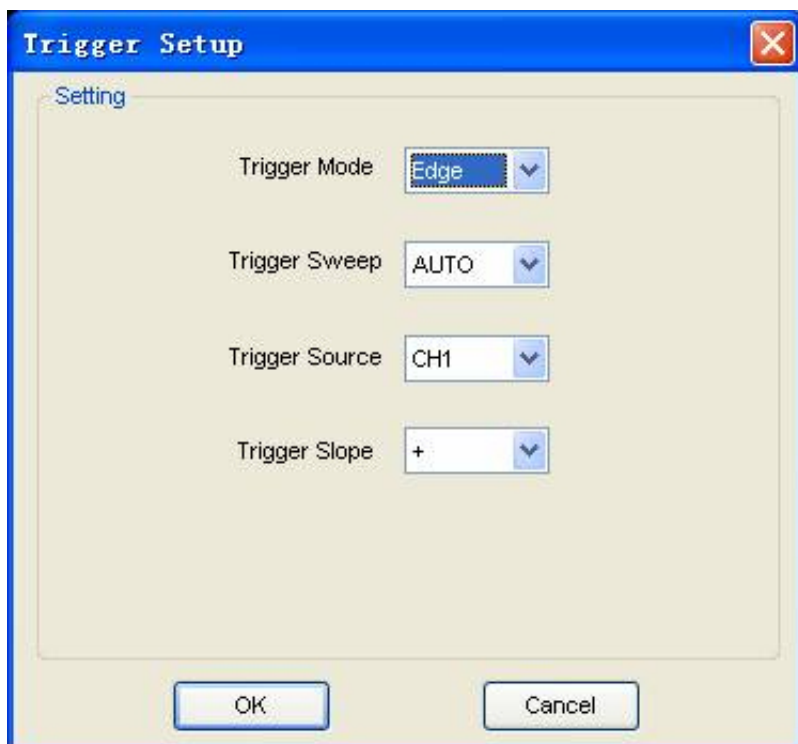 Trigger Setup
Setting
Trigger Mode Edge
Trigger Sweep AUTO
Trigger Source CH1
Trigger Slope +
OK Cancel